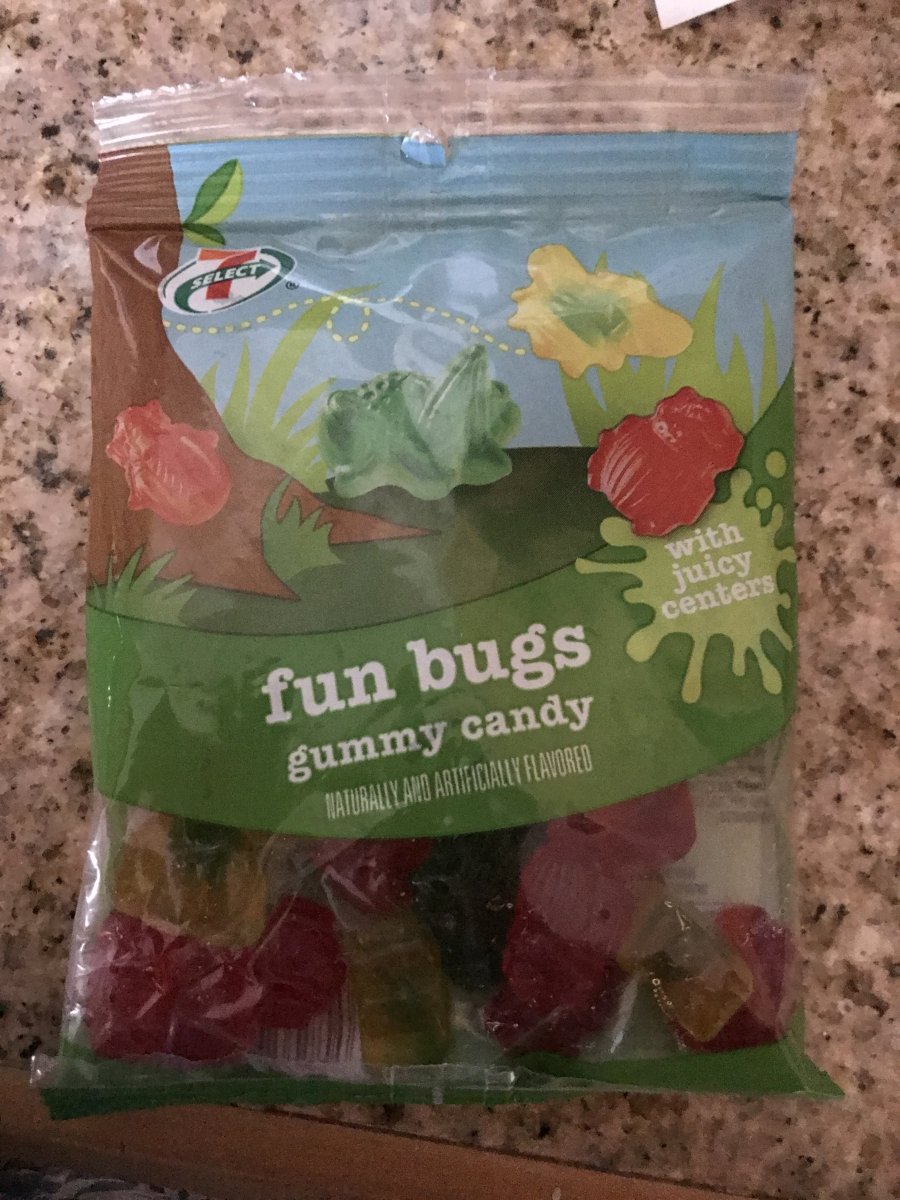 7
SELECT
®
with
juicy
centers
fun bugs
gummy candy
NATURALLY AND ARTIFICIALLY FLAVORED